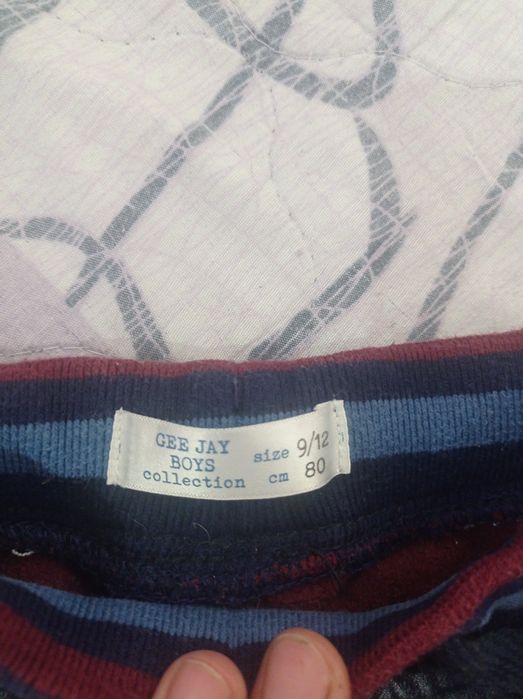 GEE JAY
BOYS
collection
size 9/12
cm 80